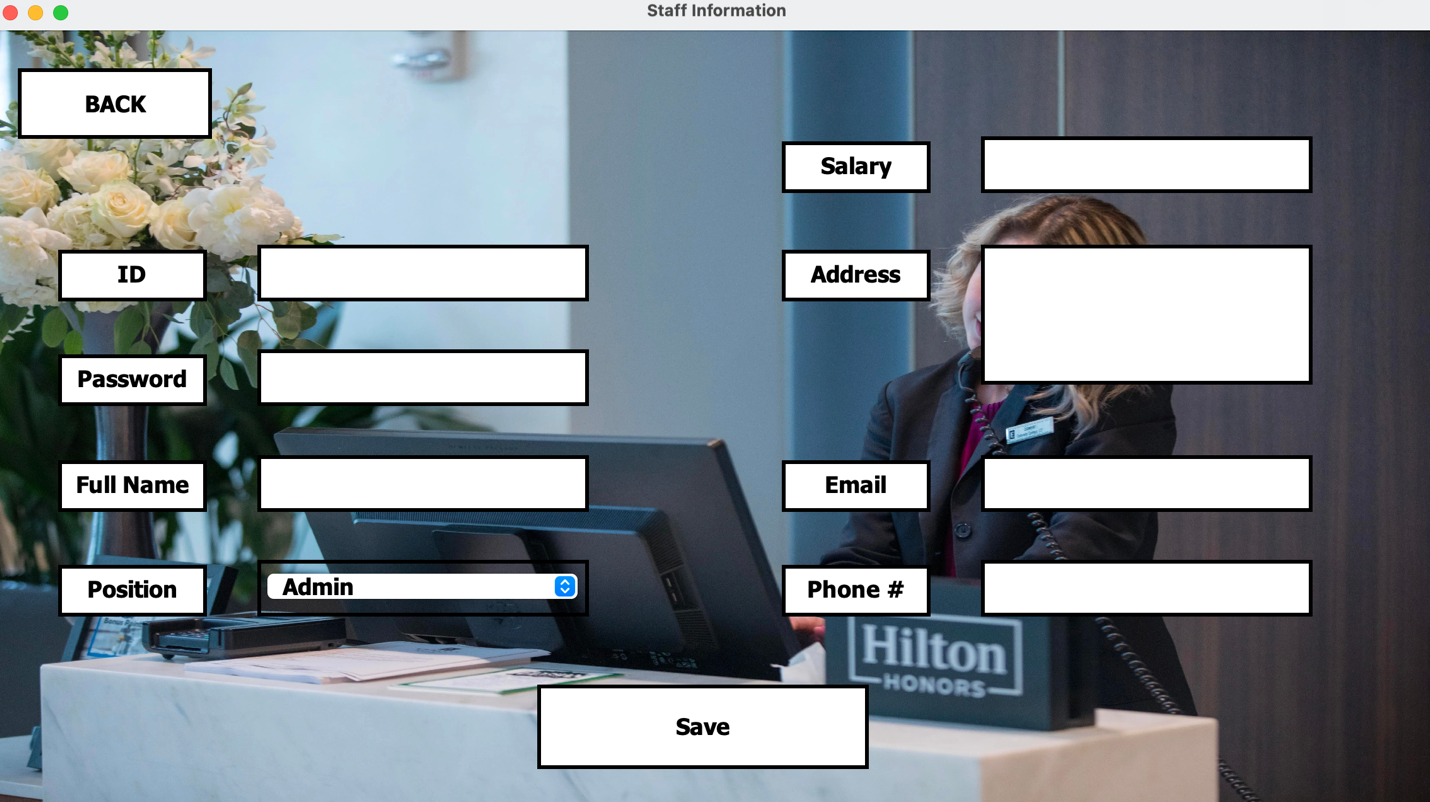 Staff Information
BACK
Salary
ID
Address
Password
Full Name
Email
Position
Admin
Phone #
Hilton
HONORS
Save